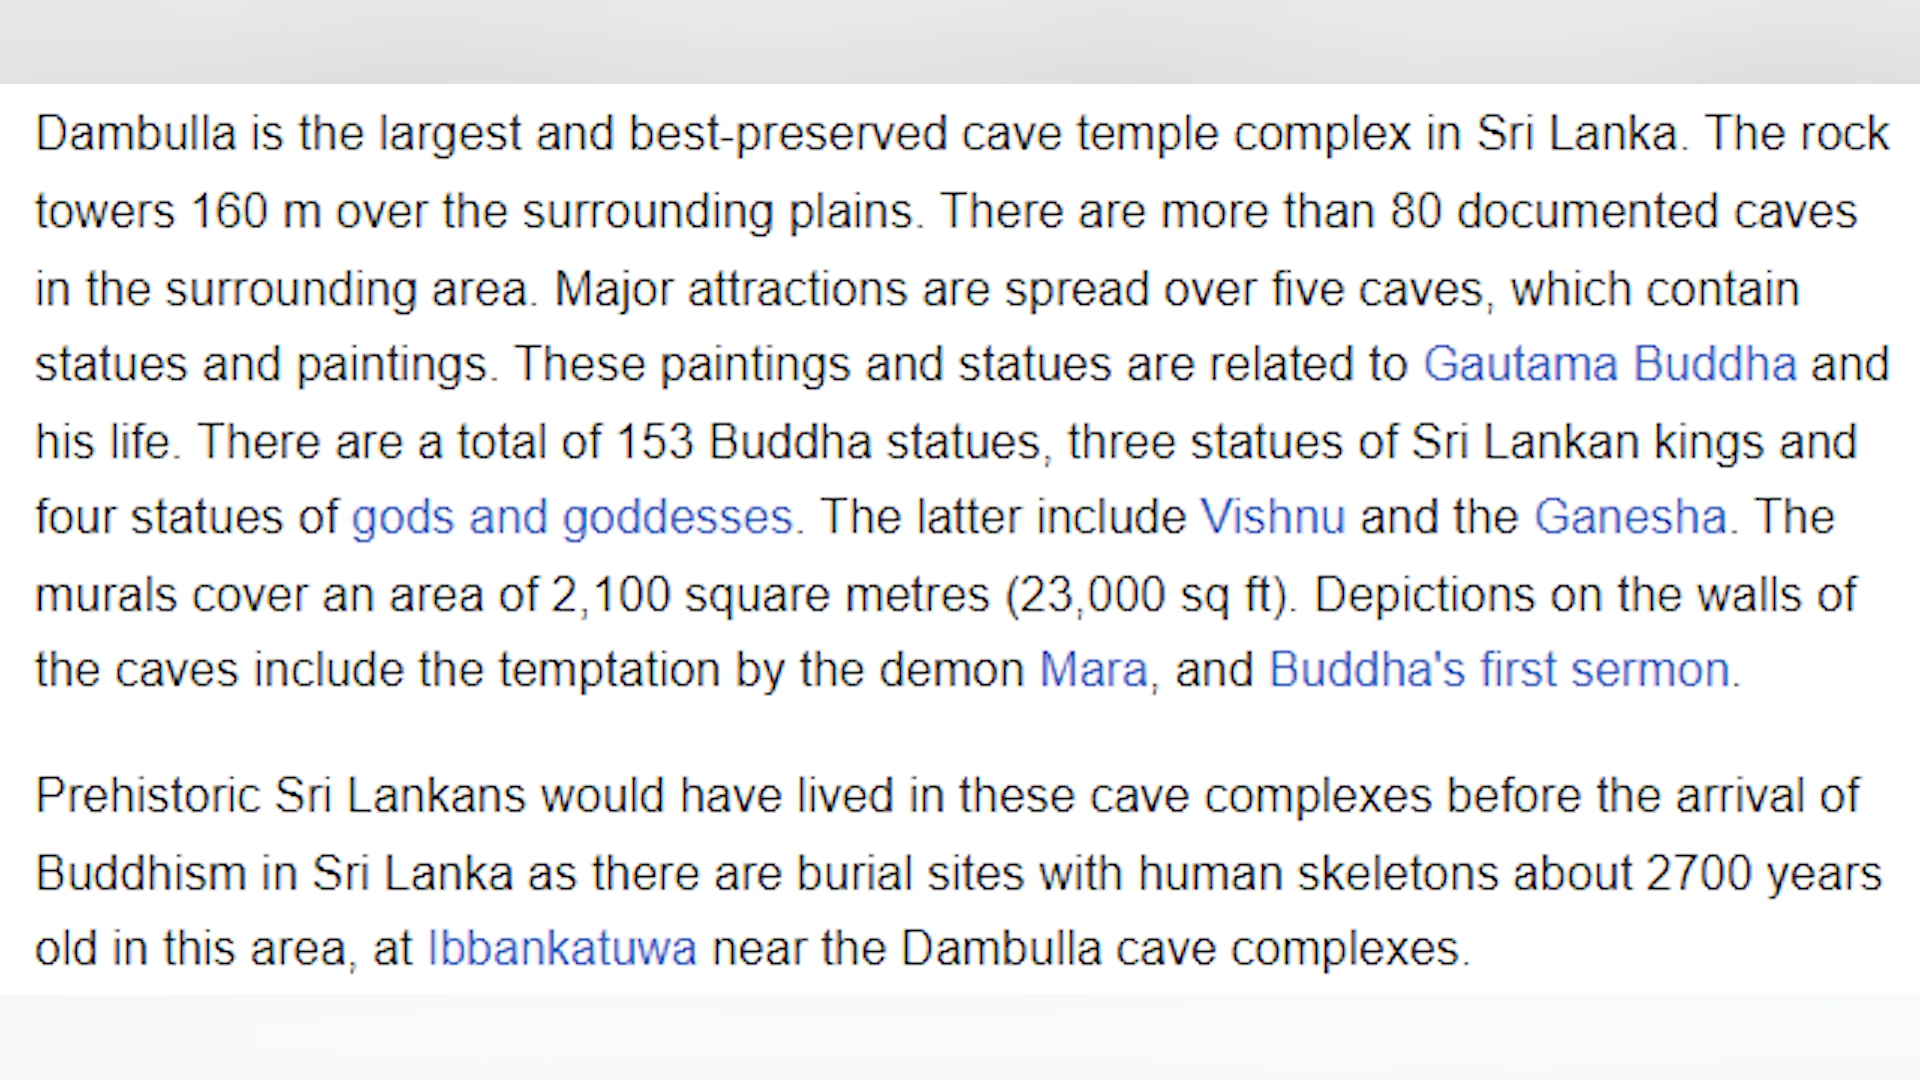 Dambulla is the largest and best-preserved cave temple complex in Sri Lanka. The rock
towers 160 m over the surrounding plains. There are more than 80 documented caves
in the surrounding area. Major attractions are spread over five caves, which contain
statues and paintings. These paintings and statues are related to Gautama Buddha and
his life. There are a total of 153 Buddha statues, three statues of Sri Lankan kings and
four statues of gods and goddesses. The latter include Vishnu and the Ganesha. The
murals cover an area of 2,100 square metres (23,000 sq ft). Depictions on the walls of
the caves include the temptation by the demon Mara, and Buddha's first sermon.
Prehistoric Sri Lankans would have lived in these cave complexes before the arrival of
Buddhism in Sri Lanka as there are burial sites with human skeletons about 2700 years
old in this area, at Ibbankatuwa near the Dambulla cave complexes.